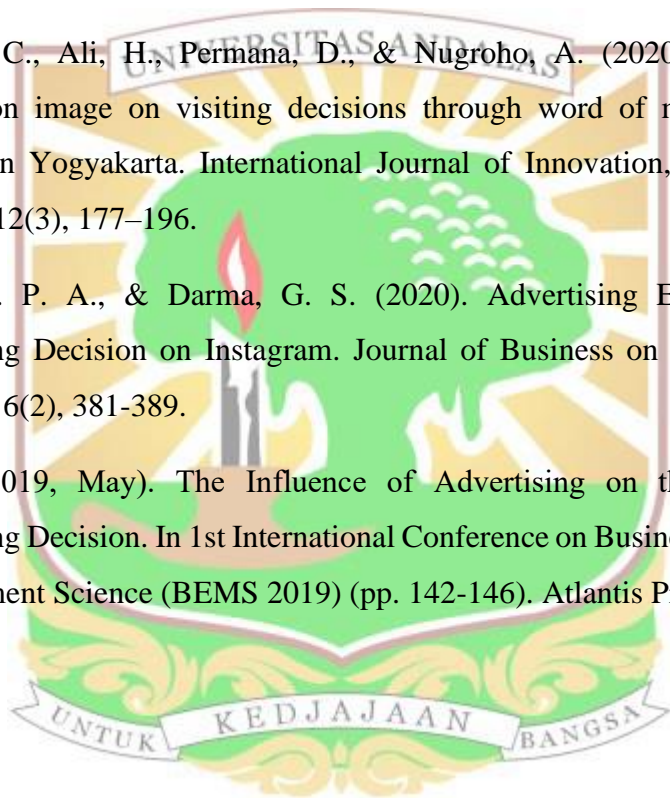 C., Ali, H., Permana, D., & Nugroho, A. (2020
UNIVERSITAS ANDALAS
on image on visiting decisions through word of
n Yogyakarta. International Journal of Innovation,
12(3), 177–196.
. P. A., & Darma, G. S. (2020). Advertising E
ng Decision on Instagram. Journal of Business on
6(2), 381-389.
019, May). The Influence of Advertising on t
ng Decision. In 1st International Conference on Busin
ment Science (BEMS 2019) (pp. 142-146). Atlantis P
UNTUK KEDJAJAAN BANGSA